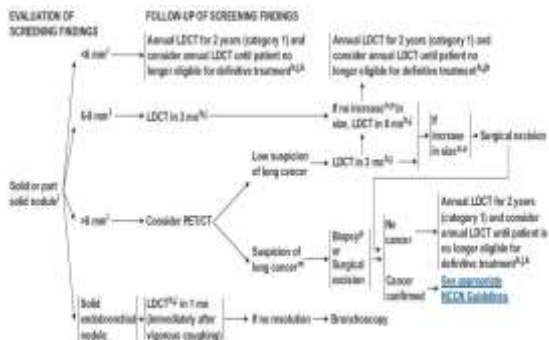 EVALUATION OF
SCREENING FINDINGS
FOLLOW-UP OF SCREENING FINDINGS
Solid or part
solid nodule
<6 mm
Annual LDCT for 2 years (category 1) and
consider annual LDCT until patient no
longer eligible for definitive treatment
6-8 mm
LDCT in 3 mo
If no increase in
size, LDCT in 6 mo
Annual LDCT for 2 years (category 1) and
consider annual LDCT until patient no
longer eligible for definitive treatment
If
increase
in size
Surgical excision
>8 mm
Consider PET/CT
Low suspicion
of lung cancer
LDCT in 3 mo
Suspicion of
lung cancer
Biopsy
or
Surgical
excision
No
cancer
Annual LDCT for 2 years
(category 1) and consider
annual LDCT until patient is
no longer eligible for
definitive treatment
Cancer
confirmed
See appropriate
NCCN Guidelines
Solid
endobronchial
nodule
LDCT in 1 mo
(immediately after
vigorous coughing)
If no resolution
Bronchoscopy